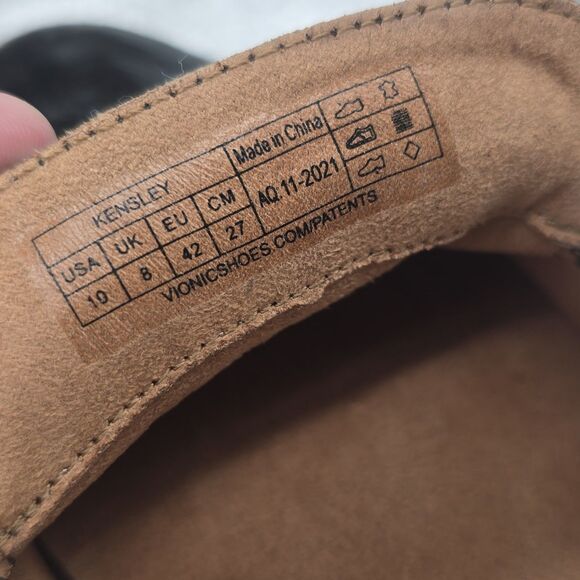 KENSLEY
USA UK EU CM
10 8 42 27
Made in China
AQ.11-2021
VIONICSHOES.COM/PATENTS